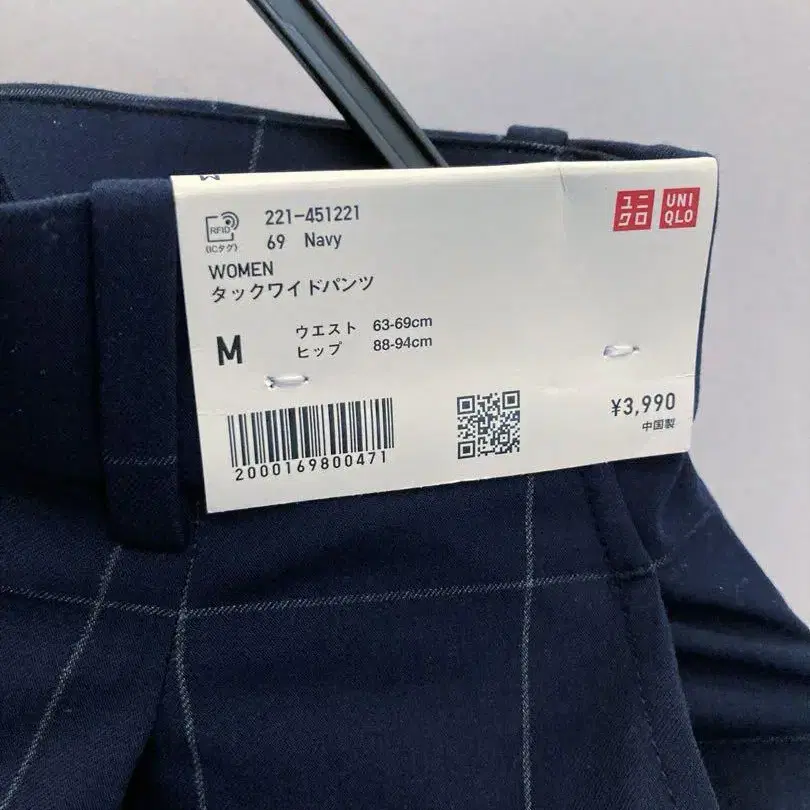 M
RFID
(ICタグ)
221-451221
69 Navy
ユニクロ
UNIQLO
WOMEN
タックワイドパンツ
M
ウエスト 63-69cm
ヒップ 88-94cm
2000169800471
¥3,990
中国製